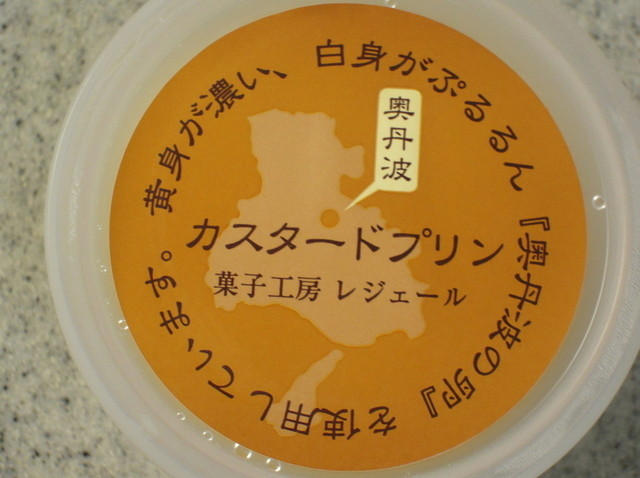 黄身が濃い、白身がぷるるん『奥丹波の卵』を使用しています。
奥丹波
カスタードプリン
菓子工房 レジェール